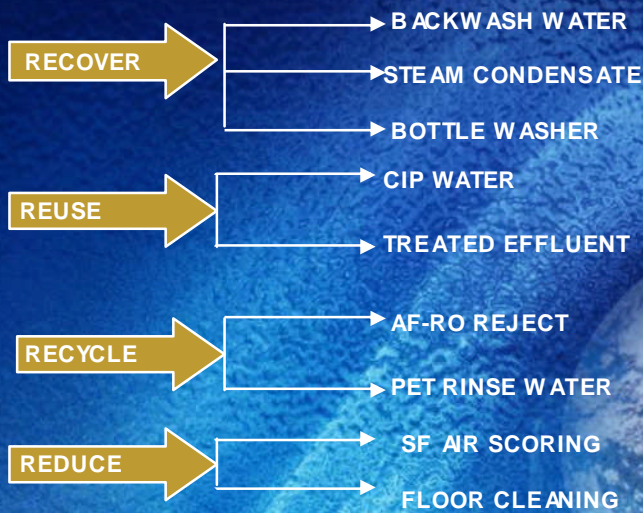 BACKWASH WATER
RECOVER
STEAM CONDENSATE
BOTTLE WASHER
CIP WATER
REUSE
TREATED EFFLUENT
AF-RO REJECT
RECYCLE
PET RINSE WATER
SF AIR SCORING
REDUCE
FLOOR CLEANING